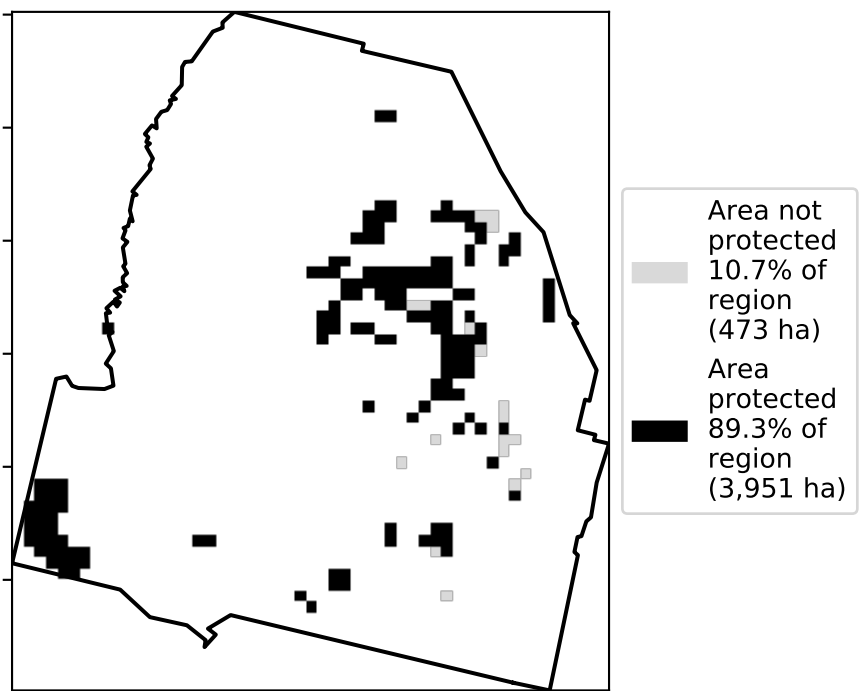 Area not
protected
10.7% of
region
(473 ha)
Area
protected
89.3% of
region
(3,951 ha)